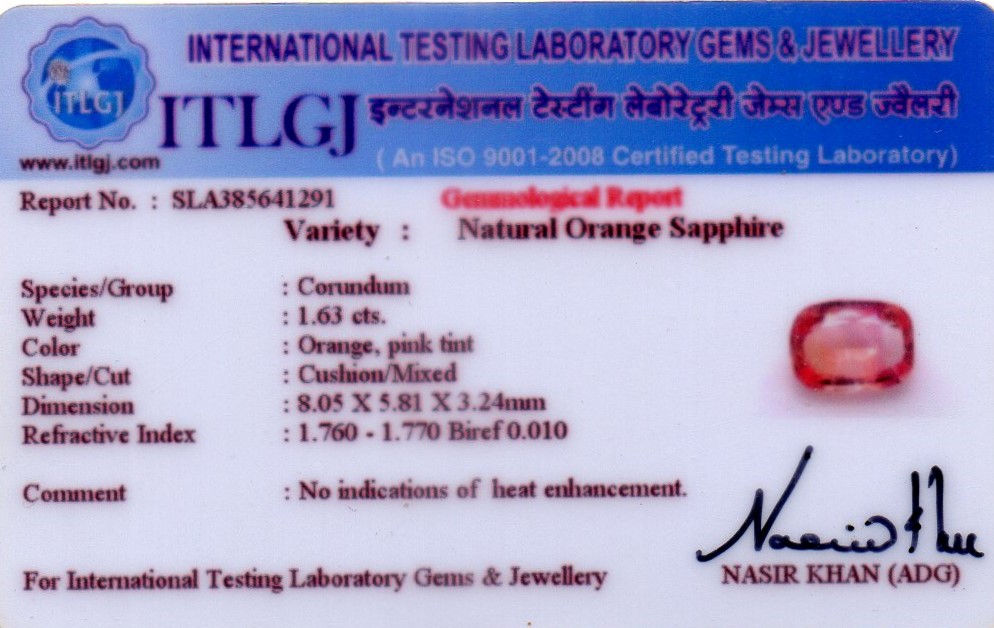 INTERNATIONAL TESTING LABORATORY GEMS & JEWELLERY
ITLGJ
ITLGJ इन्टरनेशनल टेस्टींग लेबोरेट्ररी जेम्स एण्ड ज्वैलरी
www.itlgj.com
( An ISO 9001-2008 Certified Testing Laboratory)
Report No. : SLA385641291 Gemmological Report
Variety : Natural Orange Sapphire
Species/Group : Corundum
Weight : 1.63 cts.
Color : Orange, pink tint
Shape/Cut : Cushion/Mixed
Dimension : 8.05 X 5.81 X 3.24mm
Refractive Index : 1.760 - 1.770 Biref 0.010
Comment : No indications of heat enhancement.
Nasir Khan
For International Testing Laboratory Gems & Jewellery NASIR KHAN (ADG)